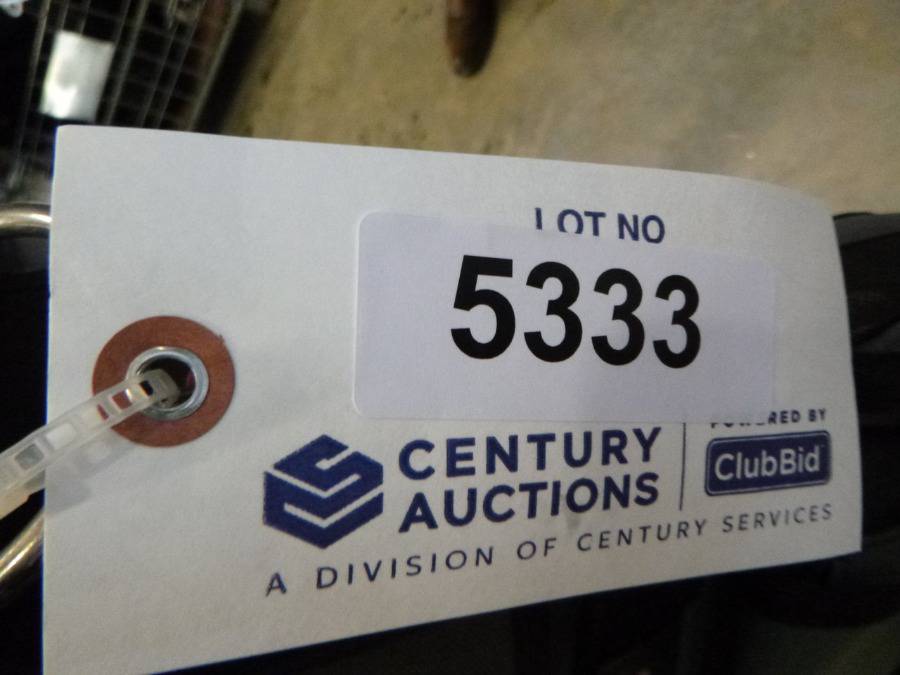 LOT NO
5333
CENTURY
AUCTIONS
POWERED BY
ClubBid
A DIVISION OF CENTURY SERVICES